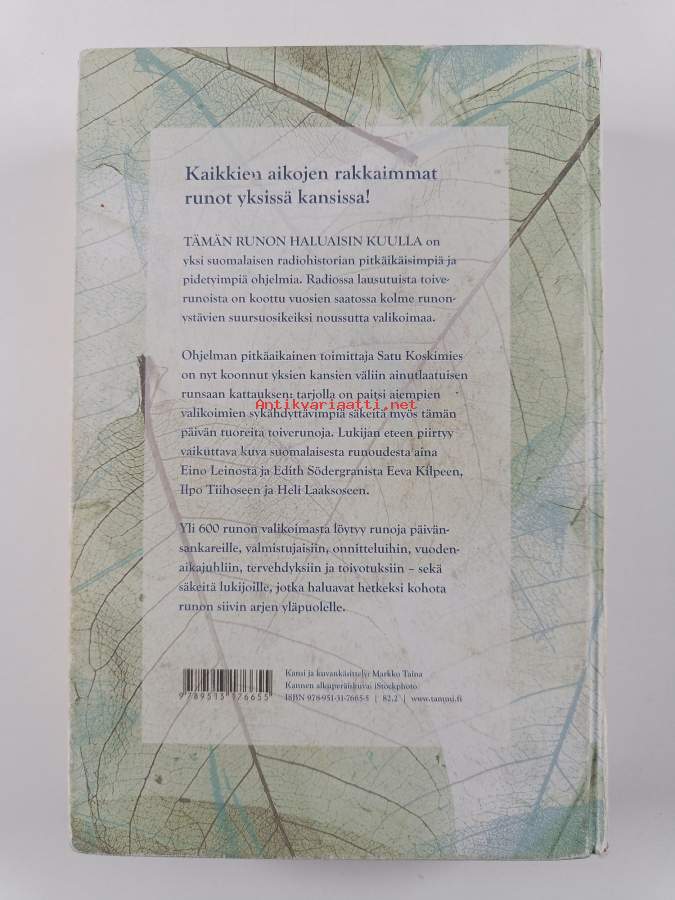 Kaikkien aikojen rakkaimmat
runot yksissä kansissa!
TÄMÄN RUNON HALUAISIN KUULLA on
yksi suomalaisen radiohistorian pitkäikäisimpiä ja
pidetyimpiä ohjelmia. Radiossa lausutuista toive-
runoista on koottu vuosien saatossa kolme runon-
ystävien suursuosikeiksi noussutta valikoimaa.
Ohjelman pitkäaikainen toimittaja Satu Koskimies
on nyt koonnut yksien kansien väliin ainutlaatuisen
runsaan kattauksen: tarjolla on paitsi aiempien
Antikvariaatti.net
valikoimien sykähdyttävimpiä säkeitä myös tämän
päivän tuoreita toiverunoja. Lukijan eteen piirtyy
vaikuttava kuva suomalaisesta runoudesta aina
Eino Leinosta ja Edith Södergranista Eeva Kilpeen,
Ilpo Tiihoseen ja Heli Laaksoseen.
Yli 600 runon valikoimasta löytyy runoja päivän-
sankareille, valmistujaisiin, onnitteluihin, vuoden-
aikajuhliin, tervehdyksiin ja toivotuksiin – sekä
säkeitä lukijoille, jotka haluavat hetkeksi kohota
runon siivin arjen yläpuolelle.
Kansi ja kuvankäsittely: Markko Taina
Kannen alkuperäiskuva: iStockphoto
ISBN 978-951-31-7665-5 | 82.2 | www.tammi.fi
9789513176655